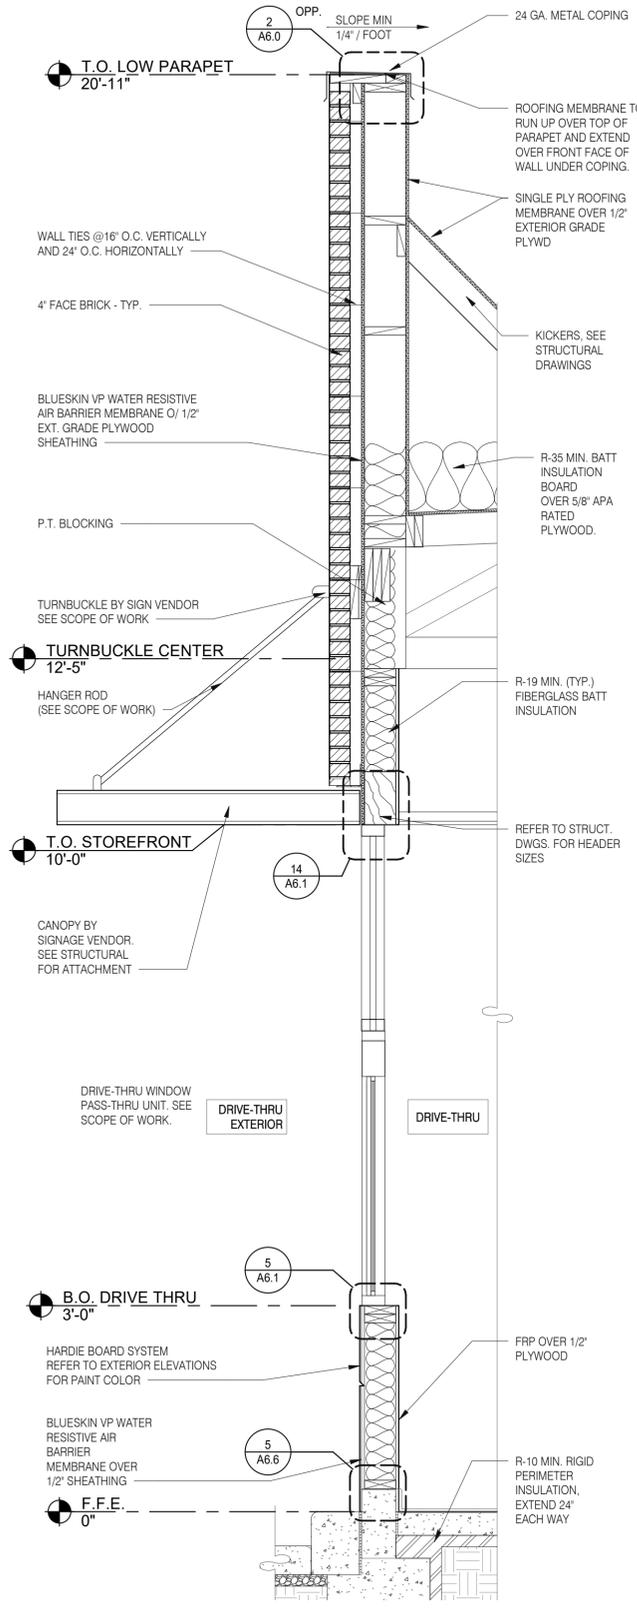 OPP.
2
A6.0
SLOPE MIN
1/4" / FOOT
24 GA. METAL COPING
T.O. LOW PARAPET
20'-11"
ROOFING MEMBRANE TO
RUN UP OVER TOP OF
PARAPET AND EXTEND
OVER FRONT FACE OF
WALL UNDER COPING.
SINGLE PLY ROOFING
MEMBRANE OVER 1/2"
EXTERIOR GRADE
PLYWD
WALL TIES @16" O.C. VERTICALLY
AND 24" O.C. HORIZONTALLY
4" FACE BRICK - TYP.
KICKERS, SEE
STRUCTURAL
DRAWINGS
BLUESKIN VP WATER RESISTIVE
AIR BARRIER MEMBRANE O/ 1/2"
EXT. GRADE PLYWOOD
SHEATHING
R-35 MIN. BATT
INSULATION
BOARD
OVER 5/8" APA
RATED
PLYWOOD.
P.T. BLOCKING
TURNBUCKLE BY SIGN VENDOR
SEE SCOPE OF WORK
TURNBUCKLE CENTER
12'-5"
HANGER ROD
(SEE SCOPE OF WORK)
R-19 MIN. (TYP.)
FIBERGLASS BATT
INSULATION
T.O. STOREFRONT
10'-0"
REFER TO STRUCT.
DWGS. FOR HEADER
SIZES
14
A6.1
CANOPY BY
SIGNAGE VENDOR.
SEE STRUCTURAL
FOR ATTACHMENT
DRIVE-THRU WINDOW
PASS-THRU UNIT. SEE
SCOPE OF WORK.
DRIVE-THRU
EXTERIOR
DRIVE-THRU
5
A6.1
B.O. DRIVE THRU
3'-0"
HARDIE BOARD SYSTEM
REFER TO EXTERIOR ELEVATIONS
FOR PAINT COLOR
FRP OVER 1/2"
PLYWOOD
BLUESKIN VP WATER
RESISTIVE AIR
BARRIER
MEMBRANE OVER
1/2" SHEATHING
5
A6.6
R-10 MIN. RIGID
PERIMETER
INSULATION,
EXTEND 24"
EACH WAY
F.F.E.
0"